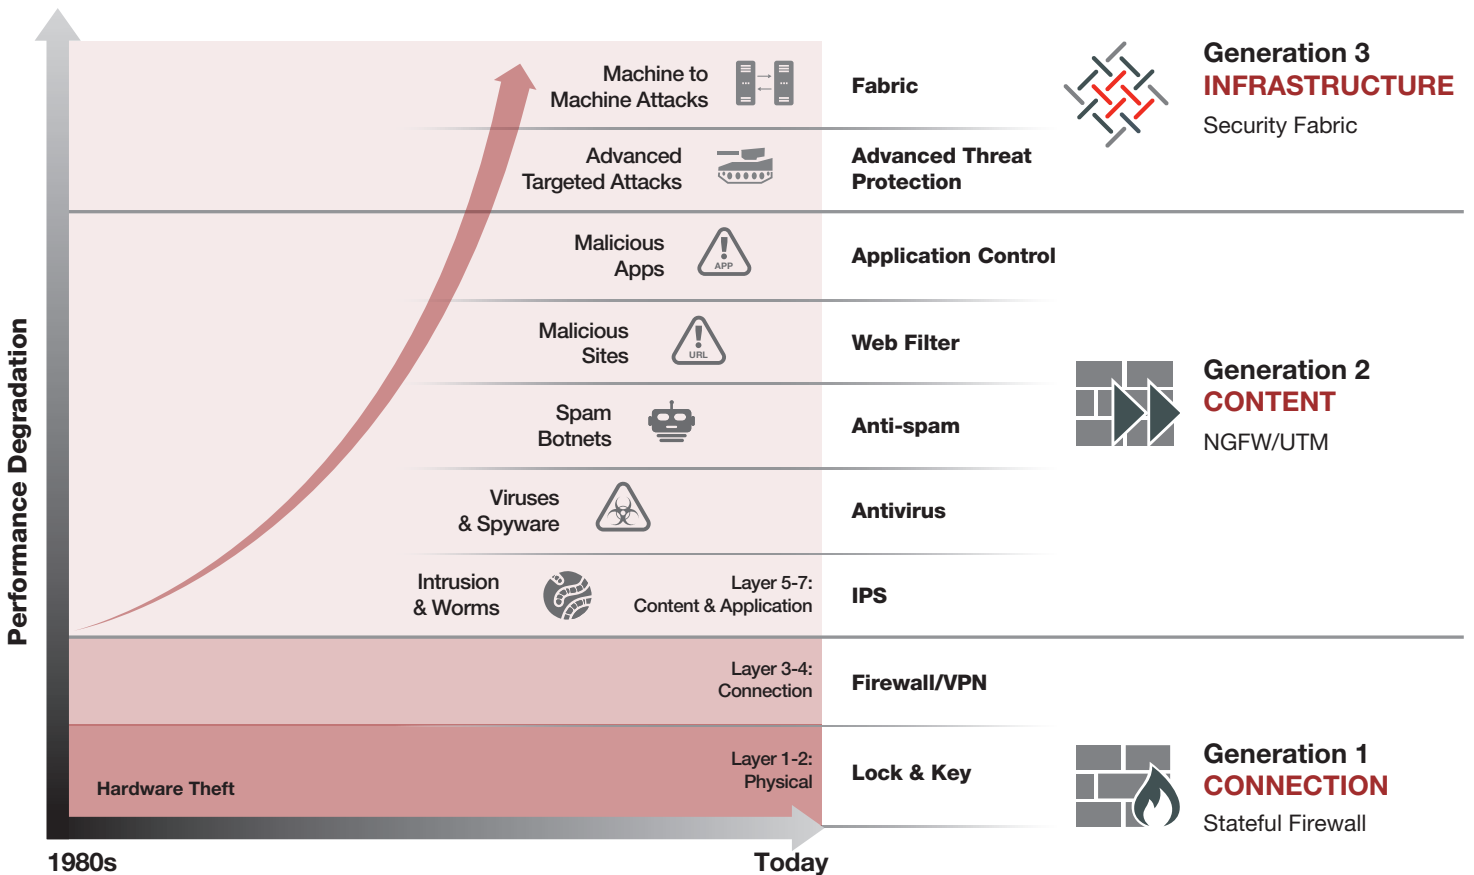 Performance Degradation
Machine to
Machine Attacks
Fabric
Generation 3
INFRASTRUCTURE
Security Fabric
Advanced
Targeted Attacks
Advanced Threat
Protection
Malicious
Apps
APP
Application Control
Malicious
Sites
URL
Web Filter
Generation 2
CONTENT
NGFW/UTM
Spam
Botnets
Anti-spam
Viruses
& Spyware
Antivirus
Intrusion
& Worms
Layer 5-7:
Content & Application
IPS
Layer 3-4:
Connection
Firewall/VPN
Layer 1-2:
Physical
Hardware Theft
Lock & Key
Generation 1
CONNECTION
Stateful Firewall
1980s
Today